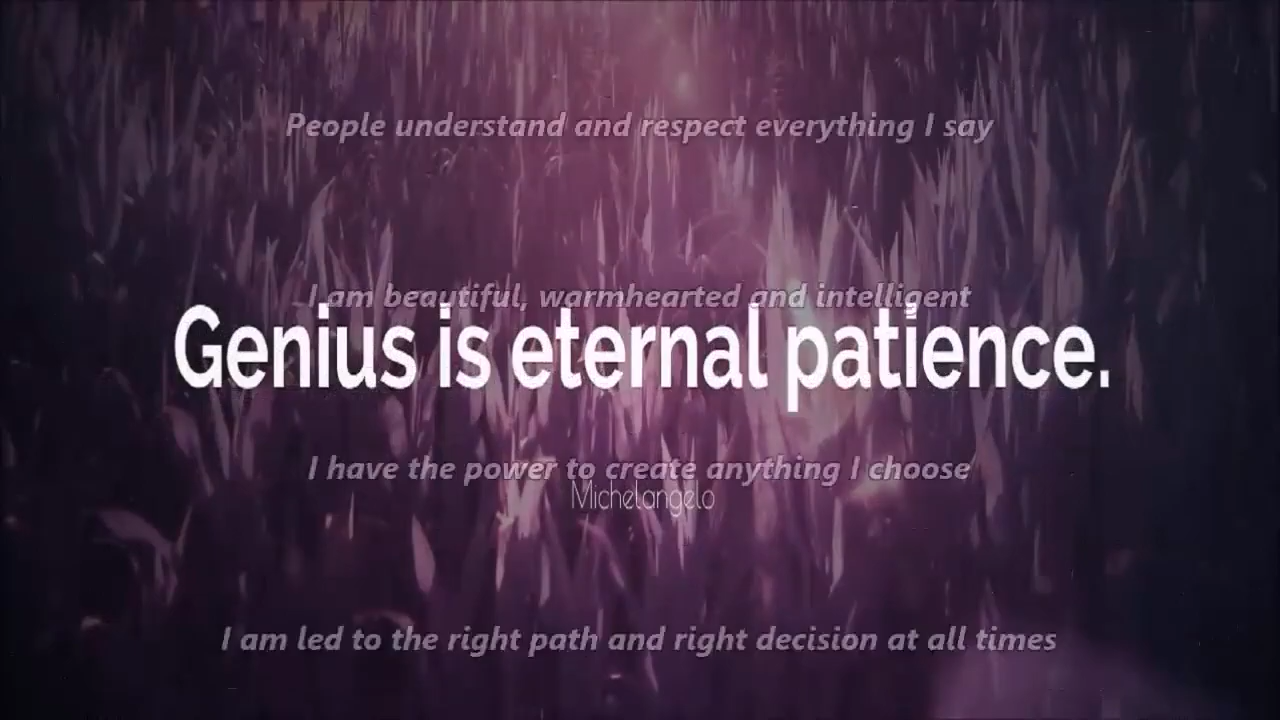 People understand and respect everything I say
I am beautiful, warmhearted and intelligent
Genius is eternal patience.
I have the power to create anything I choose
Michelangelo
I am led to the right path and right decision at all times